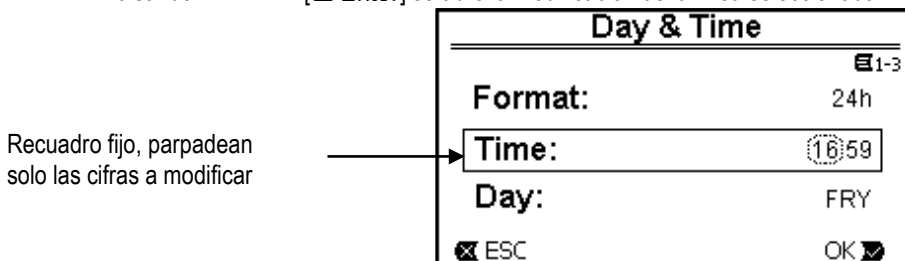 Day & Time
1-3
Format: 24h
Recuadro fijo, parpadean
solo las cifras a modificar
Time: 16:59
Day: FRY
ESC OK